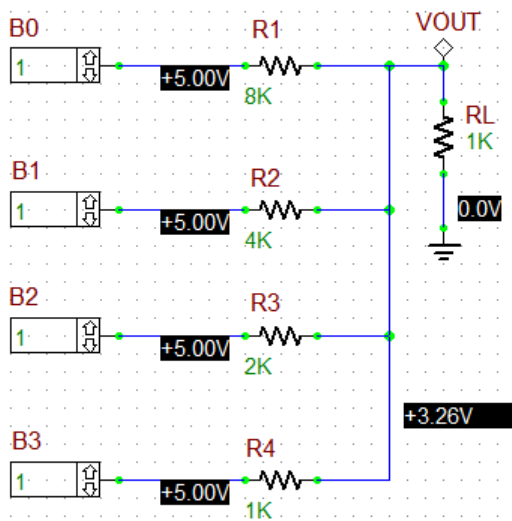 B0
R1
VOUT
1
+5.00V
8K
RL
1K
B1
R2
1
+5.00V
4K
0.0V
B2
R3
1
+5.00V
2K
+3.26V
B3
R4
1
+5.00V
1K